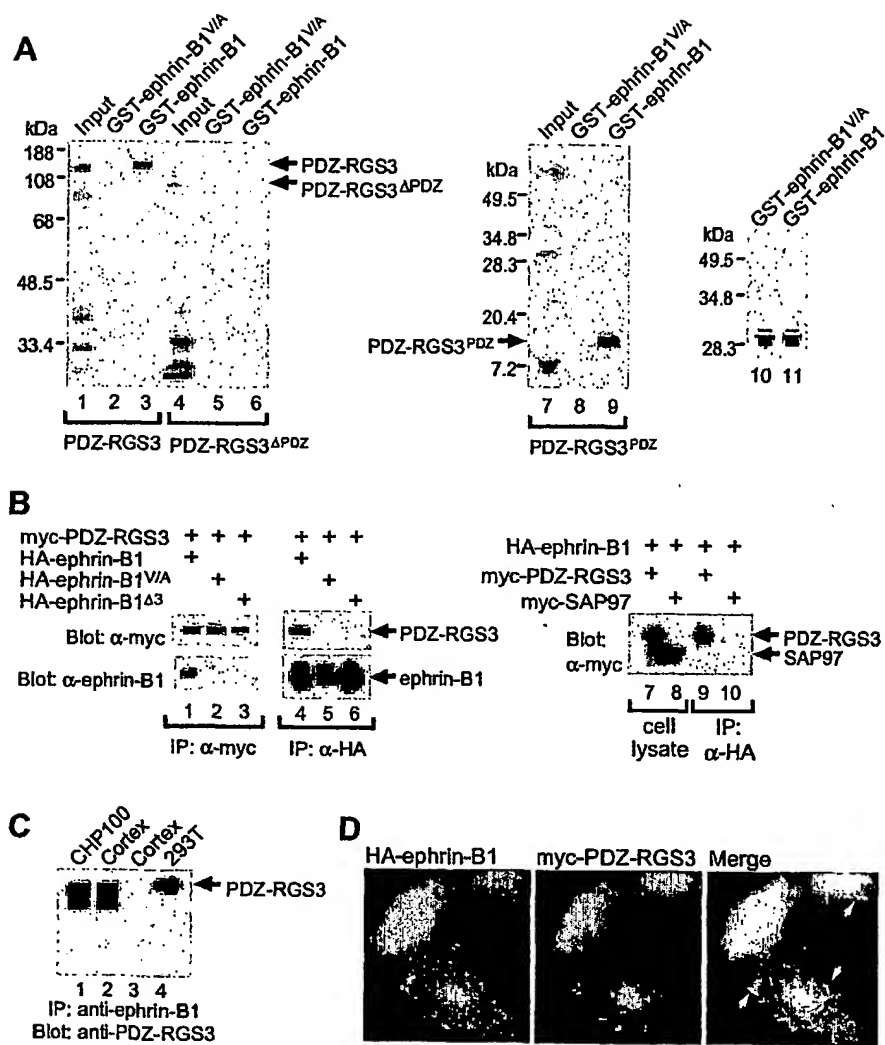 A
Input
GST-ephrin-B1V/A
GST-ephrin-B1
Input
GST-ephrin-B1V/A
GST-ephrin-B1
kDa
188
108
68
48.5
33.4
PDZ-RGS3
PDZ-RGS3ΔPDZ
1 2 3 4 5 6
PDZ-RGS3 PDZ-RGS3ΔPDZ
Input
GST-ephrin-B1V/A
GST-ephrin-B1
kDa
49.5
34.8
28.3
20.4
7.2
PDZ-RGS3PDZ
7 8 9
PDZ-RGS3PDZ
GST-ephrin-B1V/A
GST-ephrin-B1
kDa
49.5
34.8
28.3
10 11
B
myc-PDZ-RGS3 + + + + + +
HA-ephrin-B1 + +
HA-ephrin-B1V/A + +
HA-ephrin-B1Δ3 + +
Blot: α-myc
PDZ-RGS3
Blot: α-ephrin-B1
ephrin-B1
1 2 3 4 5 6
IP: α-myc IP: α-HA
HA-ephrin-B1 + + + +
myc-PDZ-RGS3 + +
myc-SAP97 + +
Blot:
α-myc
PDZ-RGS3
SAP97
7 8 9 10
cell IP:
lysate α-HA
C
CHP100
Cortex
Cortex
293T
PDZ-RGS3
1 2 3 4
IP: anti-ephrin-B1
Blot: anti-PDZ-RGS3
D
HA-ephrin-B1 myc-PDZ-RGS3 Merge